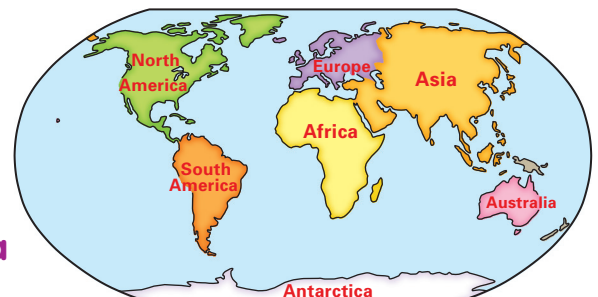 North
America
Europe
Asia
Africa
South
America
Australia
Antarctica
a